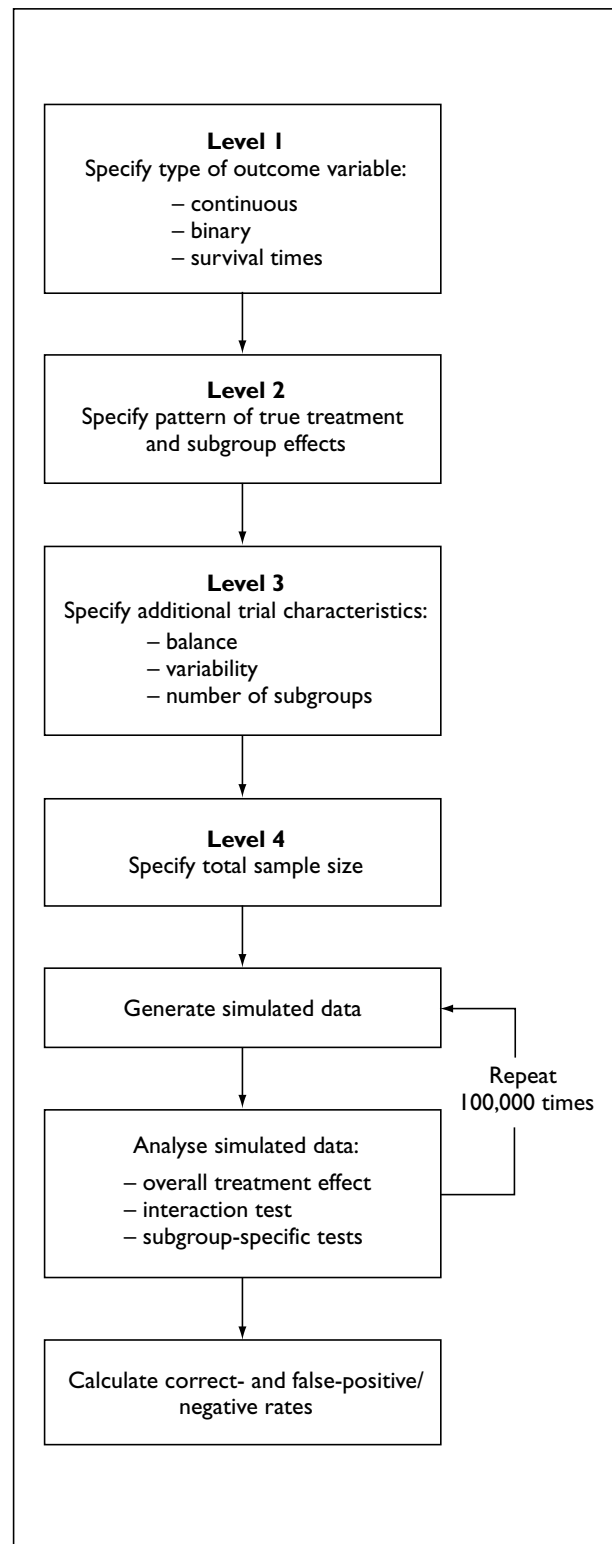 Level 1
Specify type of outcome variable:
– continuous
– binary
– survival times
Level 2
Specify pattern of true treatment
and subgroup effects
Level 3
Specify additional trial characteristics:
– balance
– variability
– number of subgroups
Level 4
Specify total sample size
Generate simulated data
Repeat
100,000 times
Analyse simulated data:
– overall treatment effect
– interaction test
– subgroup-specific tests
Calculate correct- and false-positive/
negative rates